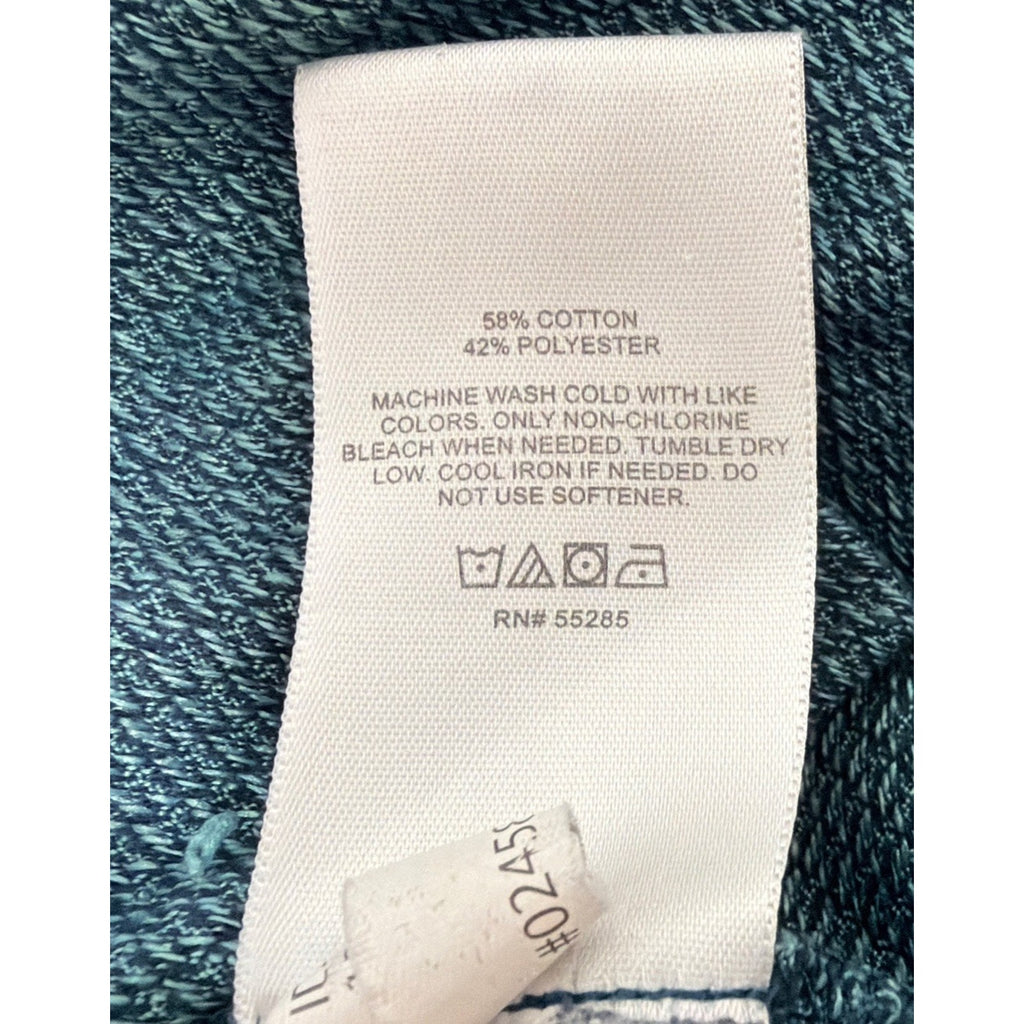 58% COTTON
42% POLYESTER
MACHINE WASH COLD WITH LIKE
COLORS. ONLY NON-CHLORINE
BLEACH WHEN NEEDED. TUMBLE DRY
LOW. COOL IRON IF NEEDED. DO
NOT USE SOFTENER.
RN# 55285